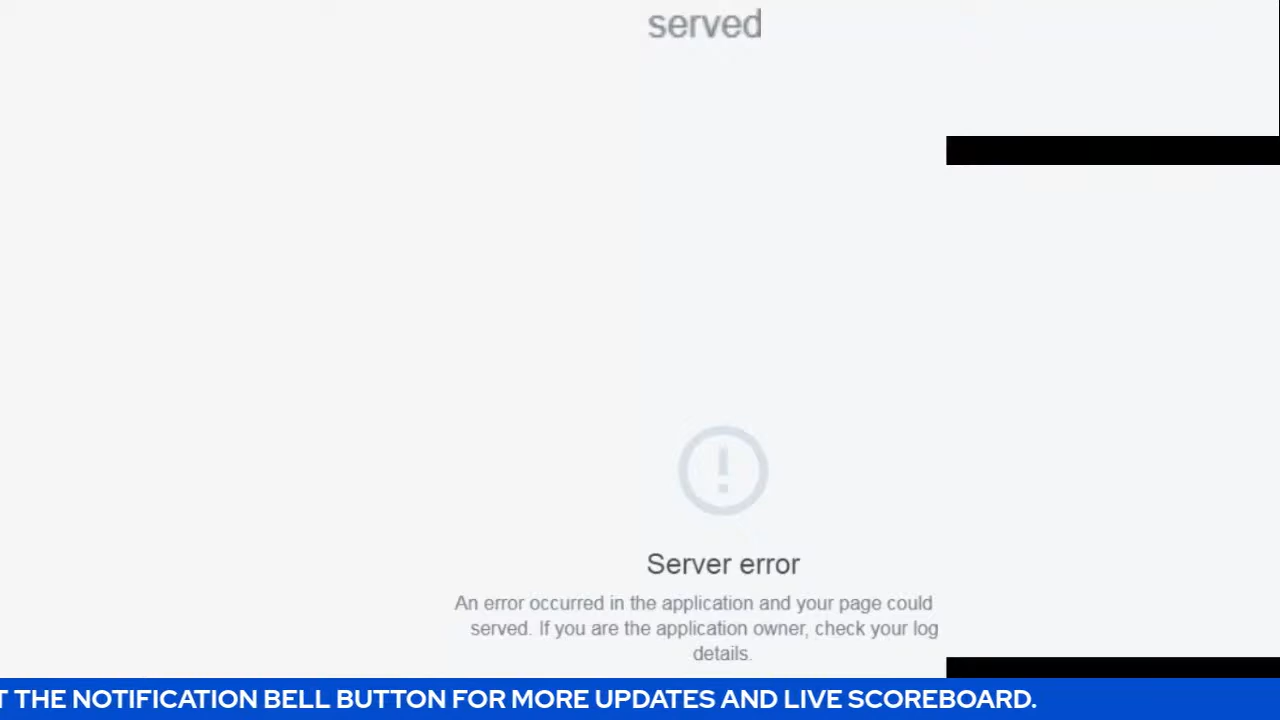 served
Server error
An error occurred in the application and your page could
served. If you are the application owner, check your log
details.
T THE NOTIFICATION BELL BUTTON FOR MORE UPDATES AND LIVE SCOREBOARD.